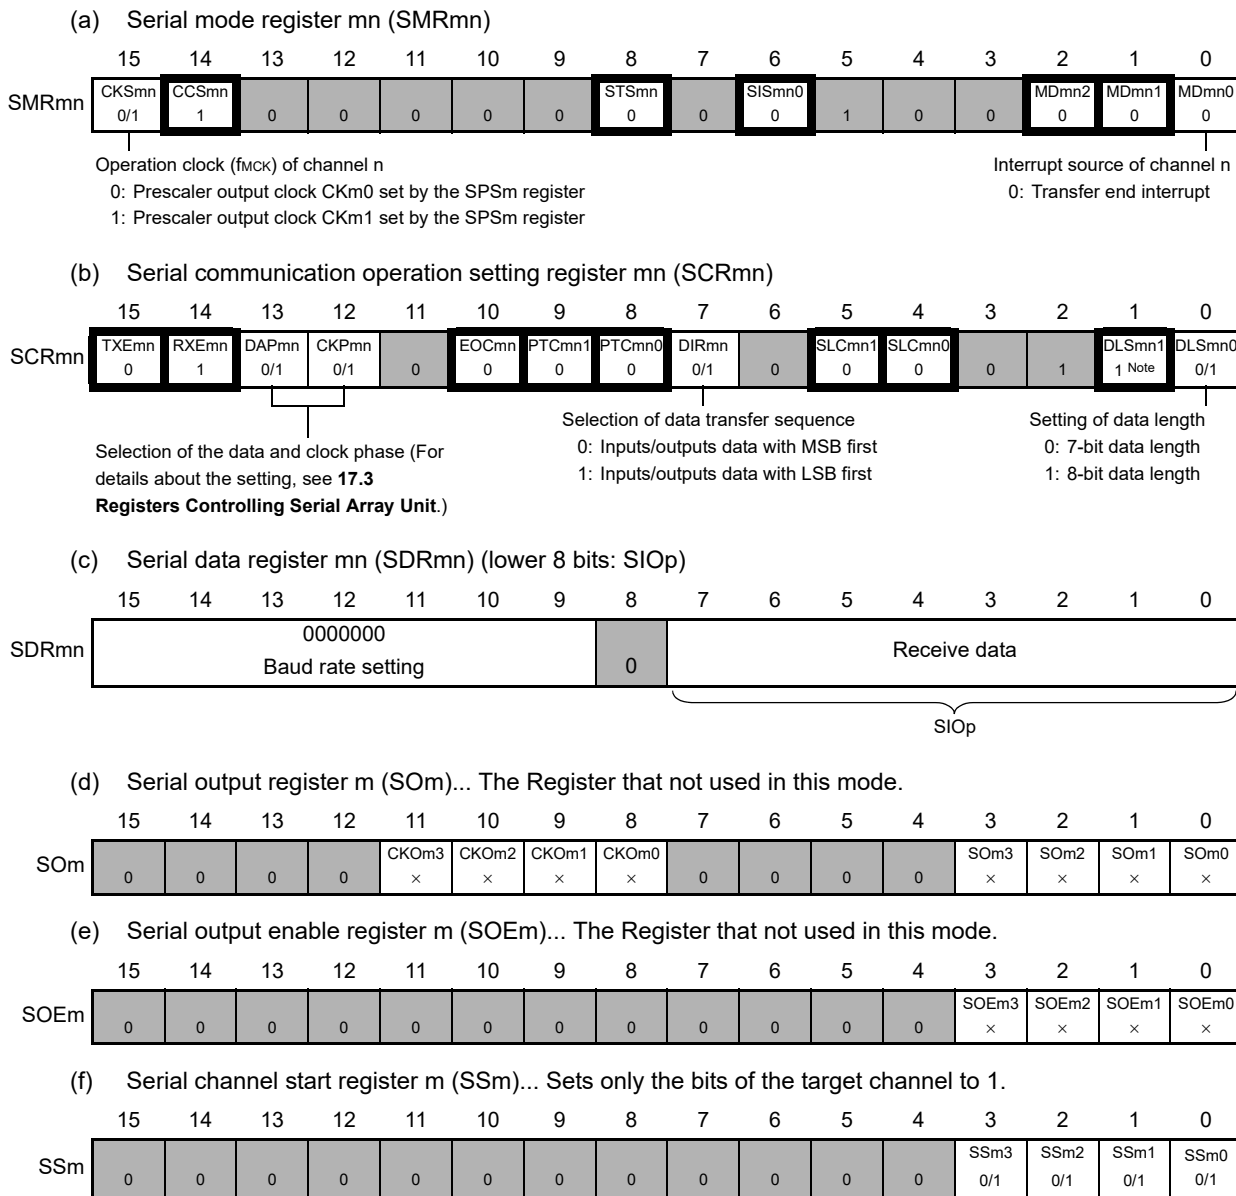 (a) Serial mode register mn (SMRmn)
15 14 13 12 11 10 9 8 7 6 5 4 3 2 1 0
SMRmn
CKSmn CCSmn STSmn SISmn0 MDmn2 MDmn1 MDmn0
0/1 1 0 0 0 0 0 0 0 0 1 0 0 0 0 0
Operation clock (fMCK) of channel n
0: Prescaler output clock CKm0 set by the SPSm register
1: Prescaler output clock CKm1 set by the SPSm register
Interrupt source of channel n
0: Transfer end interrupt
(b) Serial communication operation setting register mn (SCRmn)
15 14 13 12 11 10 9 8 7 6 5 4 3 2 1 0
SCRmn
TXEmn RXEmn DAPmn CKPmn EOCmn PTCmn1 PTCmn0 DIRmn SLCmn1 SLCmn0 DLSmn1 DLSmn0
0 1 0/1 0/1 0 0 0 0 0/1 0 0 0 0 1 1 Note 0/1
Selection of the data and clock phase (For
details about the setting, see 17.3
Registers Controlling Serial Array Unit.)
Selection of data transfer sequence
0: Inputs/outputs data with MSB first
1: Inputs/outputs data with LSB first
Setting of data length
0: 7-bit data length
1: 8-bit data length
(c) Serial data register mn (SDRmn) (lower 8 bits: SIOp)
15 14 13 12 11 10 9 8 7 6 5 4 3 2 1 0
SDRmn
0000000
Baud rate setting
0
Receive data
SIOp
(d) Serial output register m (SOm)... The Register that not used in this mode.
15 14 13 12 11 10 9 8 7 6 5 4 3 2 1 0
SOm
CKOm3 CKOm2 CKOm1 CKOm0 SOm3 SOm2 SOm1 SOm0
0 0 0 0 × × × × 0 0 0 0 × × × ×
(e) Serial output enable register m (SOEm)... The Register that not used in this mode.
15 14 13 12 11 10 9 8 7 6 5 4 3 2 1 0
SOEm
SOEm3 SOEm2 SOEm1 SOEm0
0 0 0 0 0 0 0 0 0 0 0 0 × × × ×
(f) Serial channel start register m (SSm)... Sets only the bits of the target channel to 1.
15 14 13 12 11 10 9 8 7 6 5 4 3 2 1 0
SSm
SSm3 SSm2 SSm1 SSm0
0 0 0 0 0 0 0 0 0 0 0 0 0/1 0/1 0/1 0/1